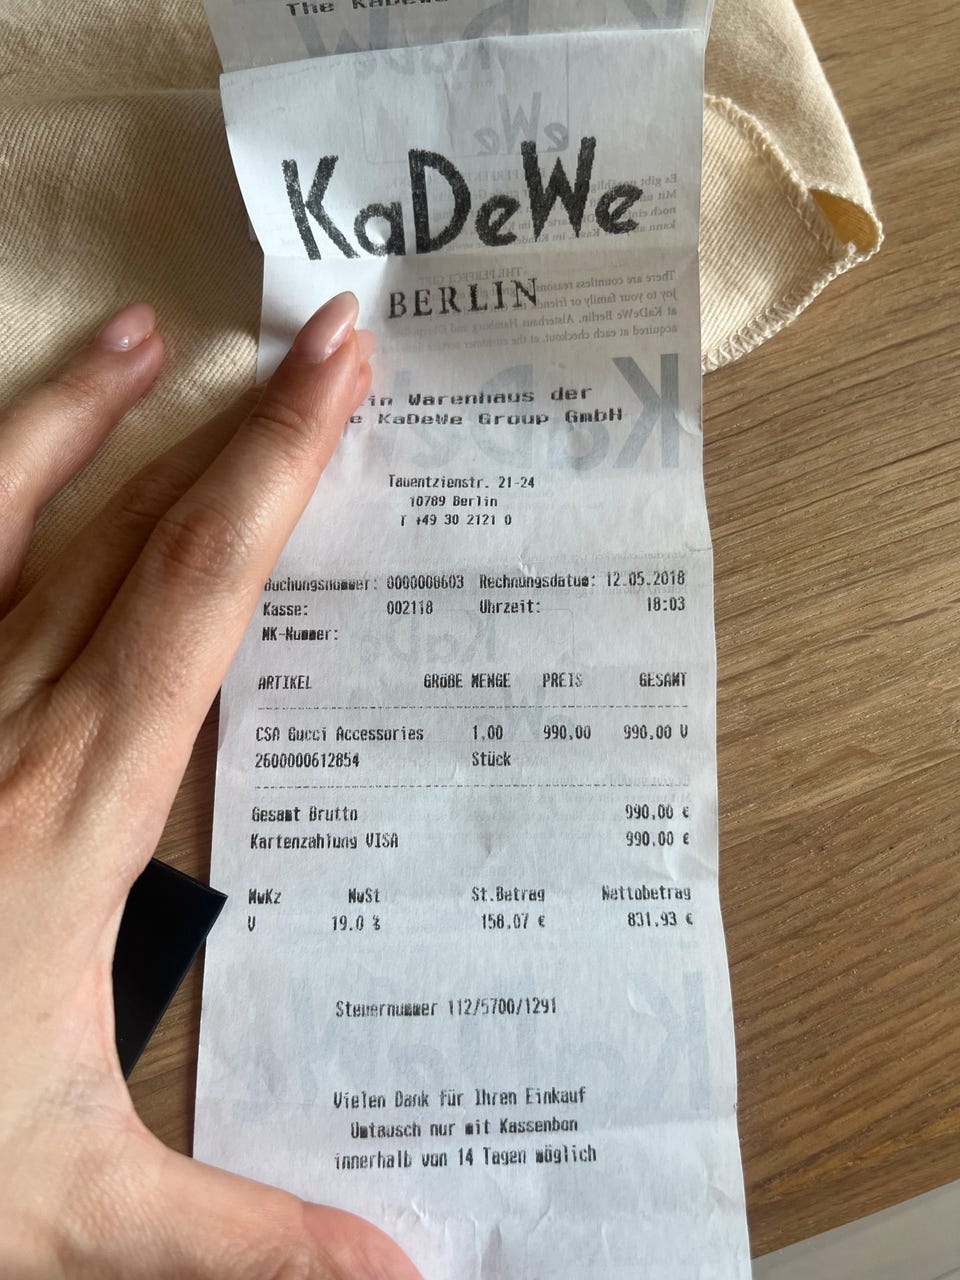 The KaDeWe
KaDeWe
BERLIN
in Warenhaus der
KaDeWe Group GmbH
Tauentzienstr. 21-24
10789 Berlin
T +49 30 2121 0
Buchungsnummer: 0000008603 Rechnungsdatum: 12.05.2018
Kasse: 002118 Uhrzeit: 18:03
NK-Nummer:
ARTIKEL GRÖßE MENGE PREIS GESAMT
CSA Gucci Accessories 1,00 990,00 990,00 V
2600000612854 Stück
Gesamt Brutto 990,00 €
Kartenzahlung VISA 990,00 €
MwKz MwSt St.Betrag Nettobetrag
V 19.0 % 158,07 € 831,93 €
Steuernummer 112/5700/1291
Vielen Dank für Ihren Einkauf
Umtausch nur mit Kassenbon
innerhalb von 14 Tagen möglich